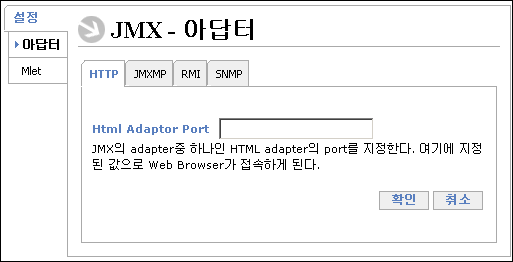 설정
아답터
Mlet
JMX - 아답터
HTTP JMXMP RMI SNMP
Html Adaptor Port
JMX의 adapter중 하나인 HTML adapter의 port를 지정한다. 여기에 지정
된 값으로 Web Browser가 접속하게 된다.
확인 취소